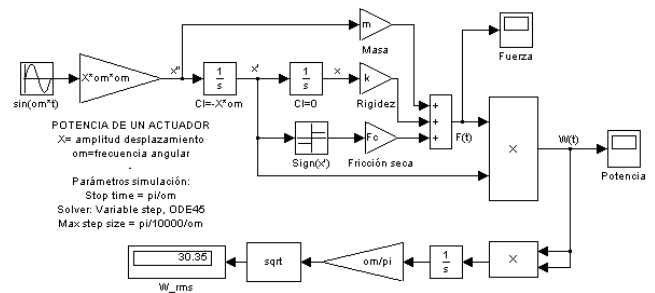 m
Masa
Fuerza
sin(om*t)
X*om*om
x''
1
s
CI=-X*om
x'
1
s
CI=0
x
k
Rigidez
+
+
+
F(t)
×
W(t)
Potencia
Sign(x')
Fc
Fricción seca
POTENCIA DE UN ACTUADOR
X= amplitud desplazamiento
om=frecuencia angular
-
Parámetros simulación:
Stop time = pi/om
Solver: Variable step, ODE45
Max step size = pi/10000/om
30.35
W_rms
sqrt
om/pi
1
s
×